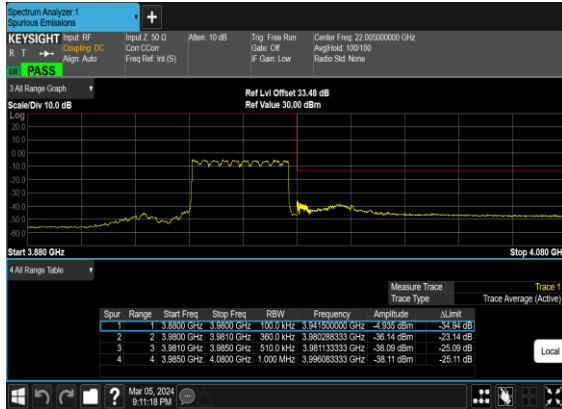 Spectrum Analyzer 1
Spurious Emissions
+
KEYSIGHT Input: RF Input Z: 50 Ω Atten: 10 dB Trig: Free Run Center Freq: 22.005000000 GHz
R T Coupling: DC Corr CCorr Gate: Off Avg|Hold: 100/100
Align: Auto Freq Ref: Int (S) IF Gain: Low Radio Std: None
LXI PASS
3 All Range Graph
Ref Lvl Offset 33.48 dB
Scale/Div 10.0 dB Ref Value 30.00 dBm
Log
20.0
10.0
0.00
-10.0
-20.0
-30.0
-40.0
-50.0
-60.0
Start 3.880 GHz Stop 4.080 GHz
4 All Range Table
Measure Trace Trace 1
Trace Type Trace Average (Active)
Spur Range Start Freq Stop Freq RBW Frequency Amplitude ΔLimit
1 1 3.8800 GHz 3.9800 GHz 100.0 kHz 3.941500000 GHz -4.935 dBm -34.94 dB
2 2 3.9800 GHz 3.9810 GHz 360.0 kHz 3.980288333 GHz -36.14 dBm -23.14 dB
3 3 3.9810 GHz 3.9850 GHz 510.0 kHz 3.981133333 GHz -38.09 dBm -25.09 dB
4 4 3.9850 GHz 4.0800 GHz 1.000 MHz 3.996083333 GHz -38.11 dBm -25.11 dB
Local
? Mar 05, 2024
9:11:18 PM